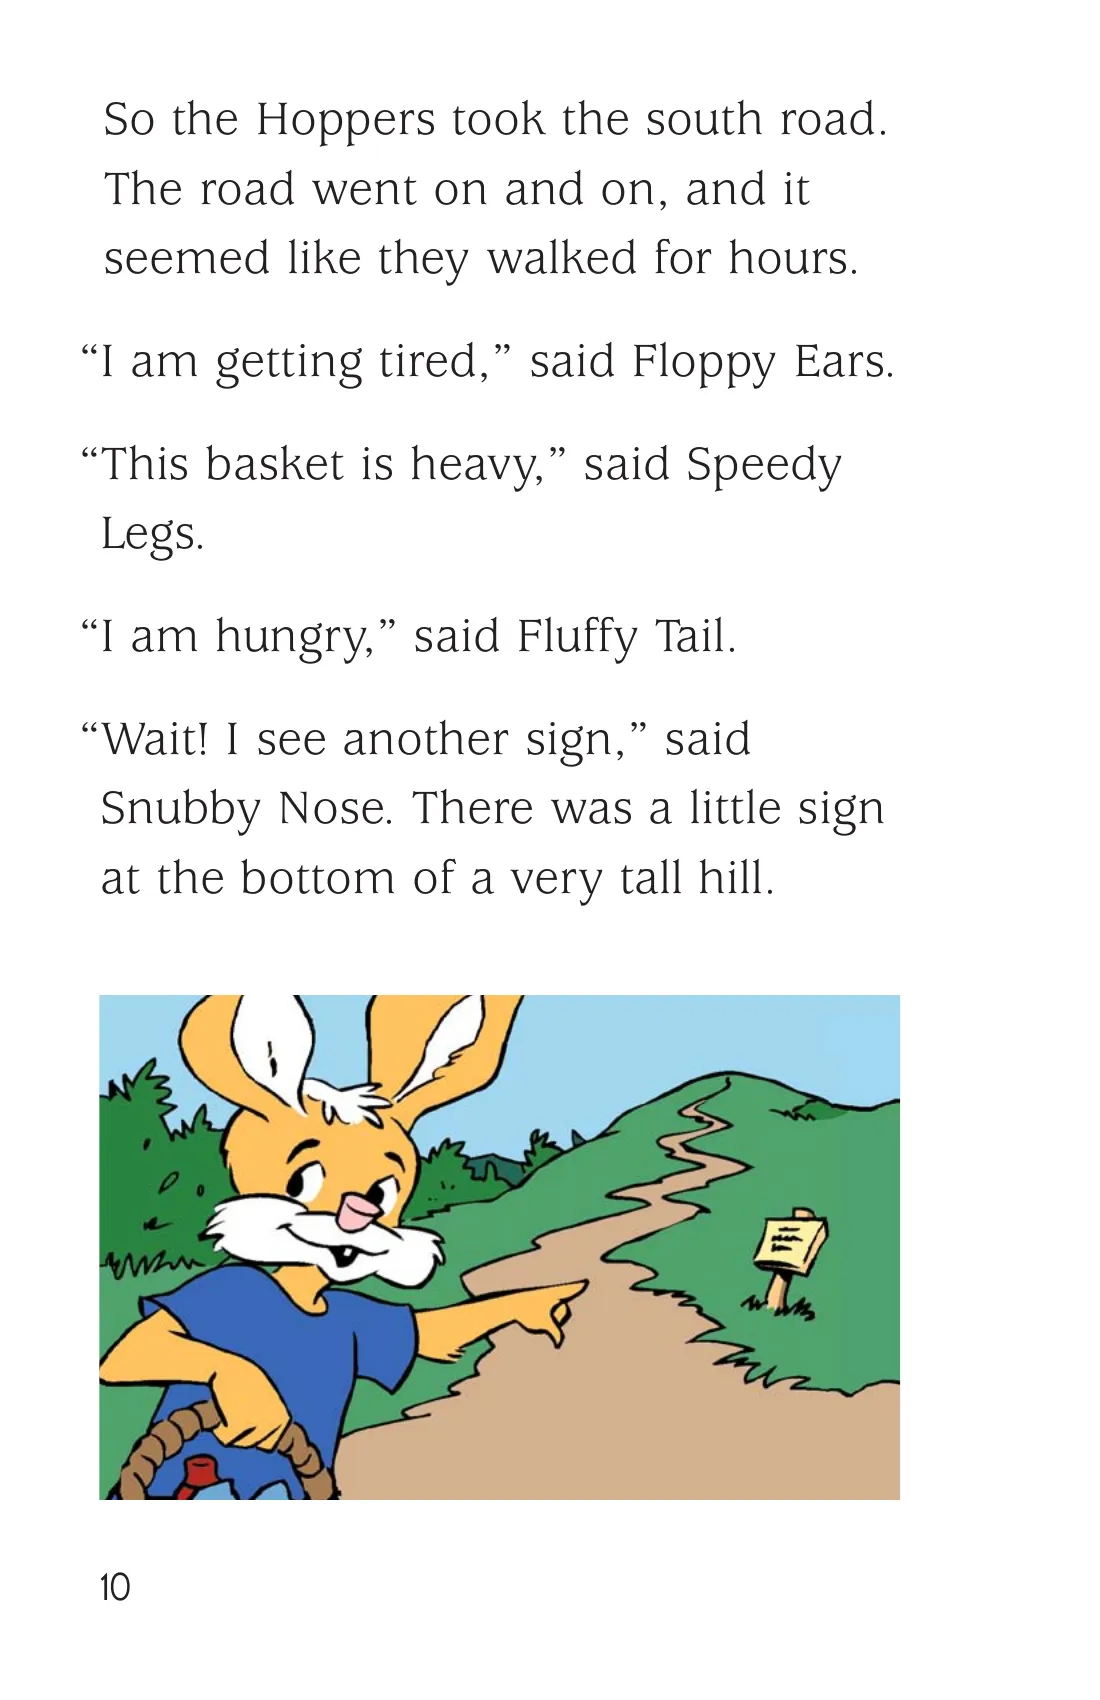 So the Hoppers took the south road.
The road went on and on, and it
seemed like they walked for hours.
“I am getting tired,” said Floppy Ears.
“This basket is heavy,” said Speedy
Legs.
“I am hungry,” said Fluffy Tail.
“Wait! I see another sign,” said
Snubby Nose. There was a little sign
at the bottom of a very tall hill.
10